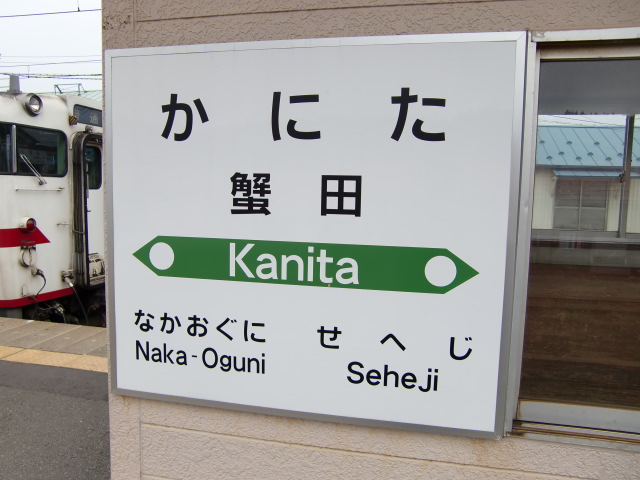 かにた
蟹田
Kanita
なかおぐに せへじ
Naka-Oguni Seheji